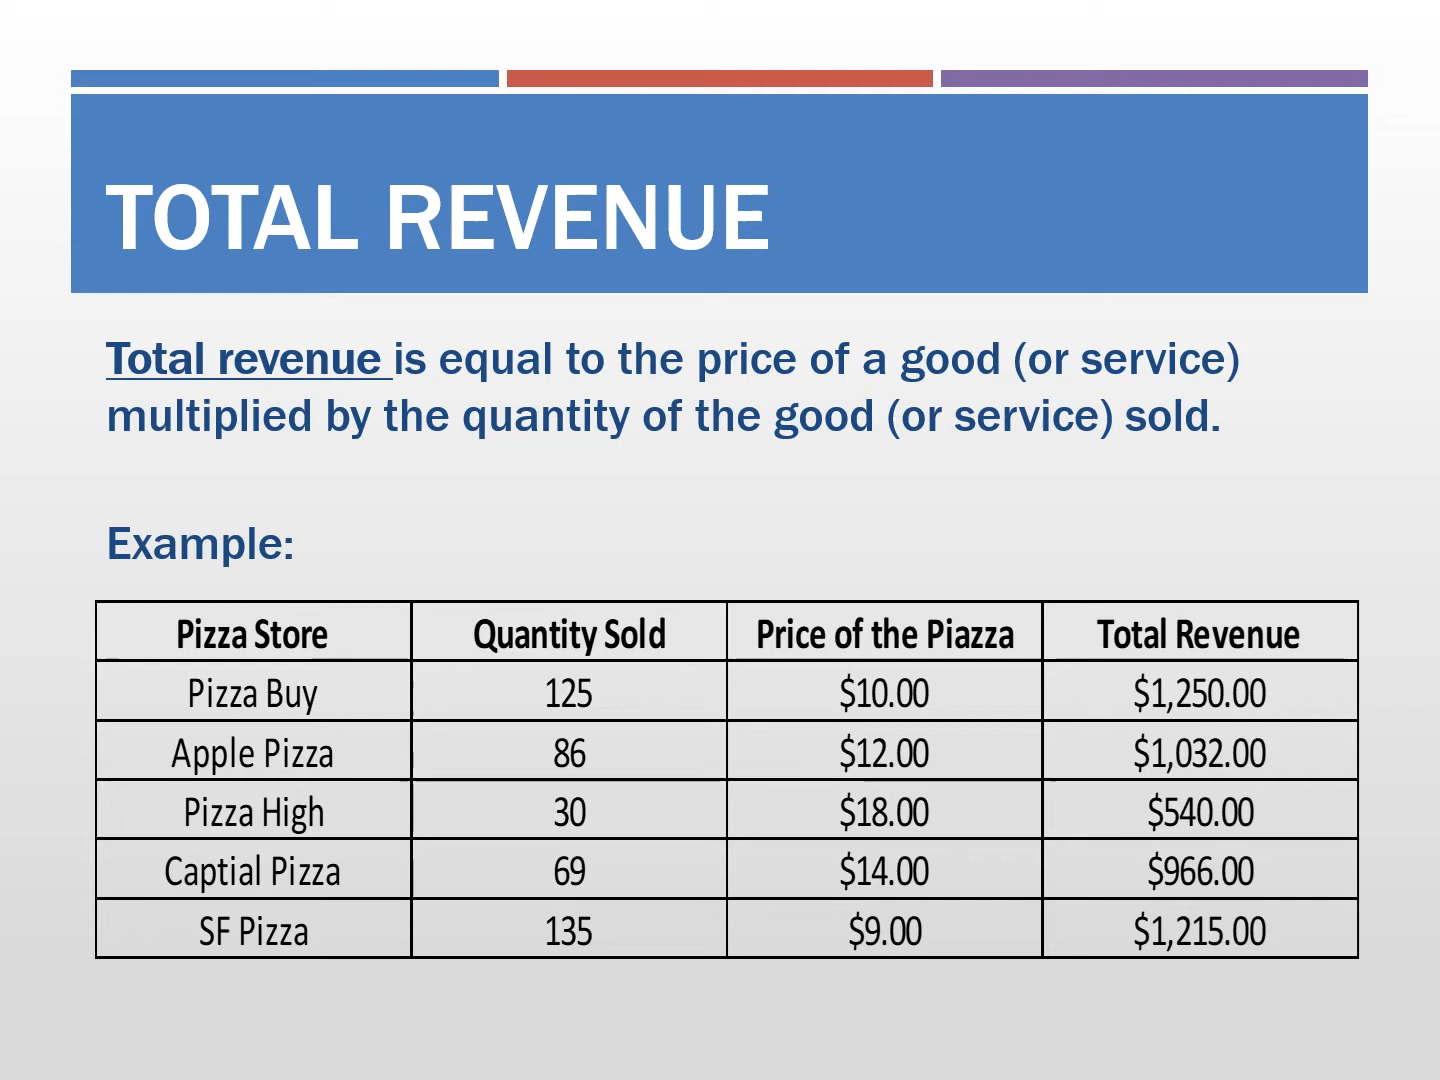 TOTAL REVENUE
Total revenue is equal to the price of a good (or service)
multiplied by the quantity of the good (or service) sold.
Example:
Pizza Store Quantity Sold Price of the Piazza Total Revenue
Pizza Buy 125 $10.00 $1,250.00
Apple Pizza 86 $12.00 $1,032.00
Pizza High 30 $18.00 $540.00
Captial Pizza 69 $14.00 $966.00
SF Pizza 135 $9.00 $1,215.00